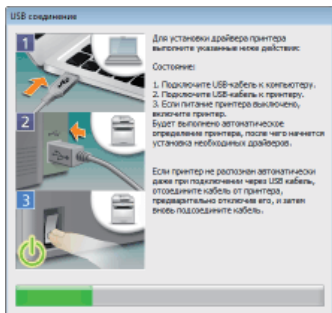 USB соединение
1
Для установки драйвера принтера
выполните указанные ниже действия:
Состояние:
1. Подключите USB-кабель к компьютеру.
2. Подключите USB-кабель к принтеру.
3. Если питание принтера выключено,
включите принтер.
Будет выполнено автоматическое
определение принтера, после чего начнется
установка необходимых драйверов.
2
Если принтер не распознан автоматически
даже при подключении через USB кабель,
отсоедините кабель от принтера,
предварительно отключив его, и затем
вновь подсоедините кабель.
3